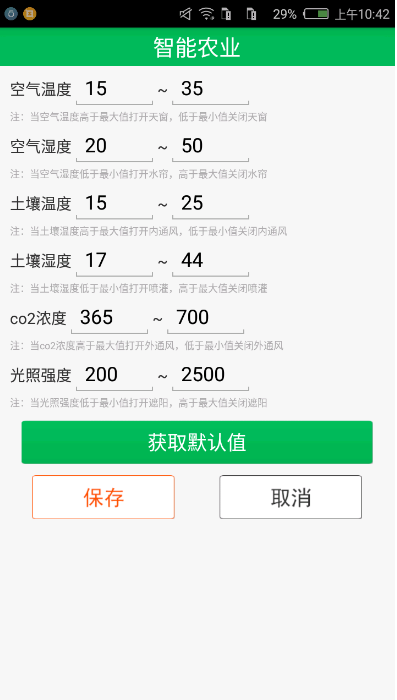 29% 上午10:42
智能农业
空气温度 15 ~ 35
注：当空气温度高于最大值打开天窗，低于最小值关闭天窗
空气湿度 20 ~ 50
注：当空气湿度低于最小值打开水帘，高于最大值关闭水帘
土壤温度 15 ~ 25
注：当土壤温度高于最大值打开内通风，低于最小值关闭内通风
土壤湿度 17 ~ 44
注：当土壤湿度低于最小值打开喷灌，高于最大值关闭喷灌
co2浓度 365 ~ 700
注：当co2浓度高于最大值打开外通风，低于最小值关闭外通风
光照强度 200 ~ 2500
注：当光照强度低于最小值打开遮阳，高于最大值关闭遮阳
获取默认值
保存 取消